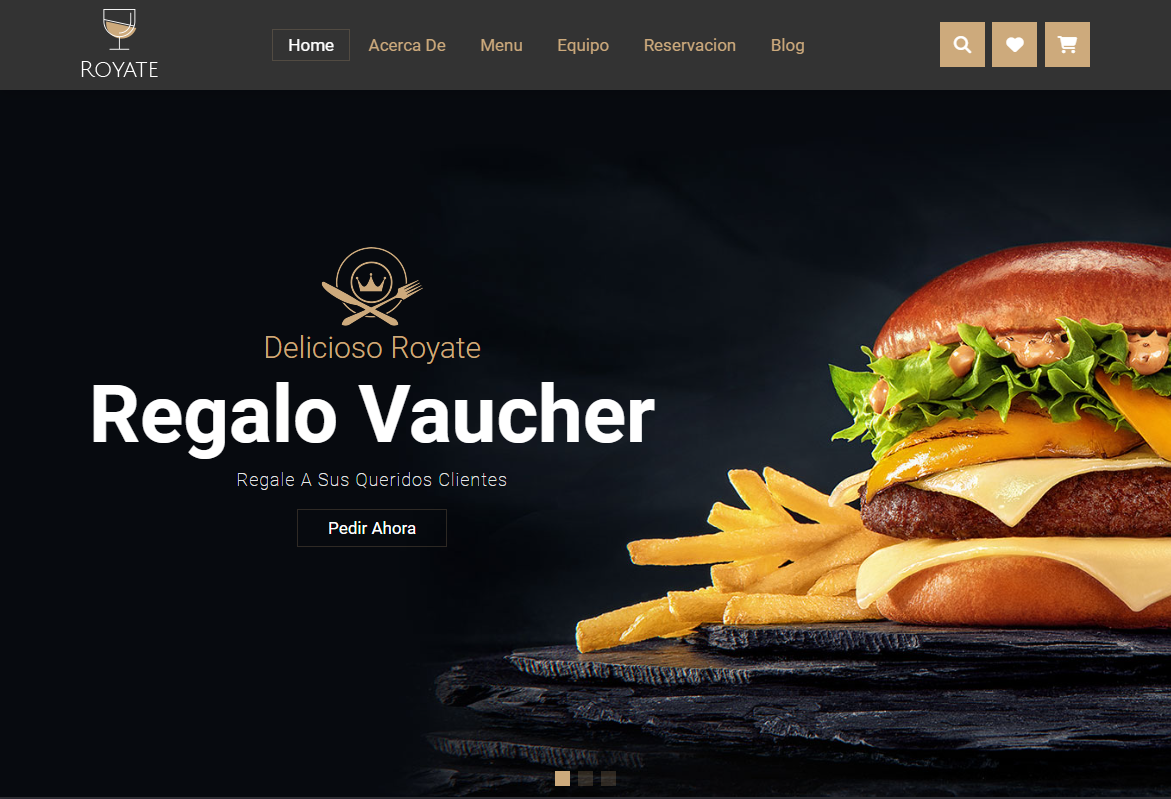 ROYATE
Home
Acerca De
Menu
Equipo
Reservacion
Blog
Delicioso Royate
Regalo Vaucher
Regale A Sus Queridos Clientes
Pedir Ahora